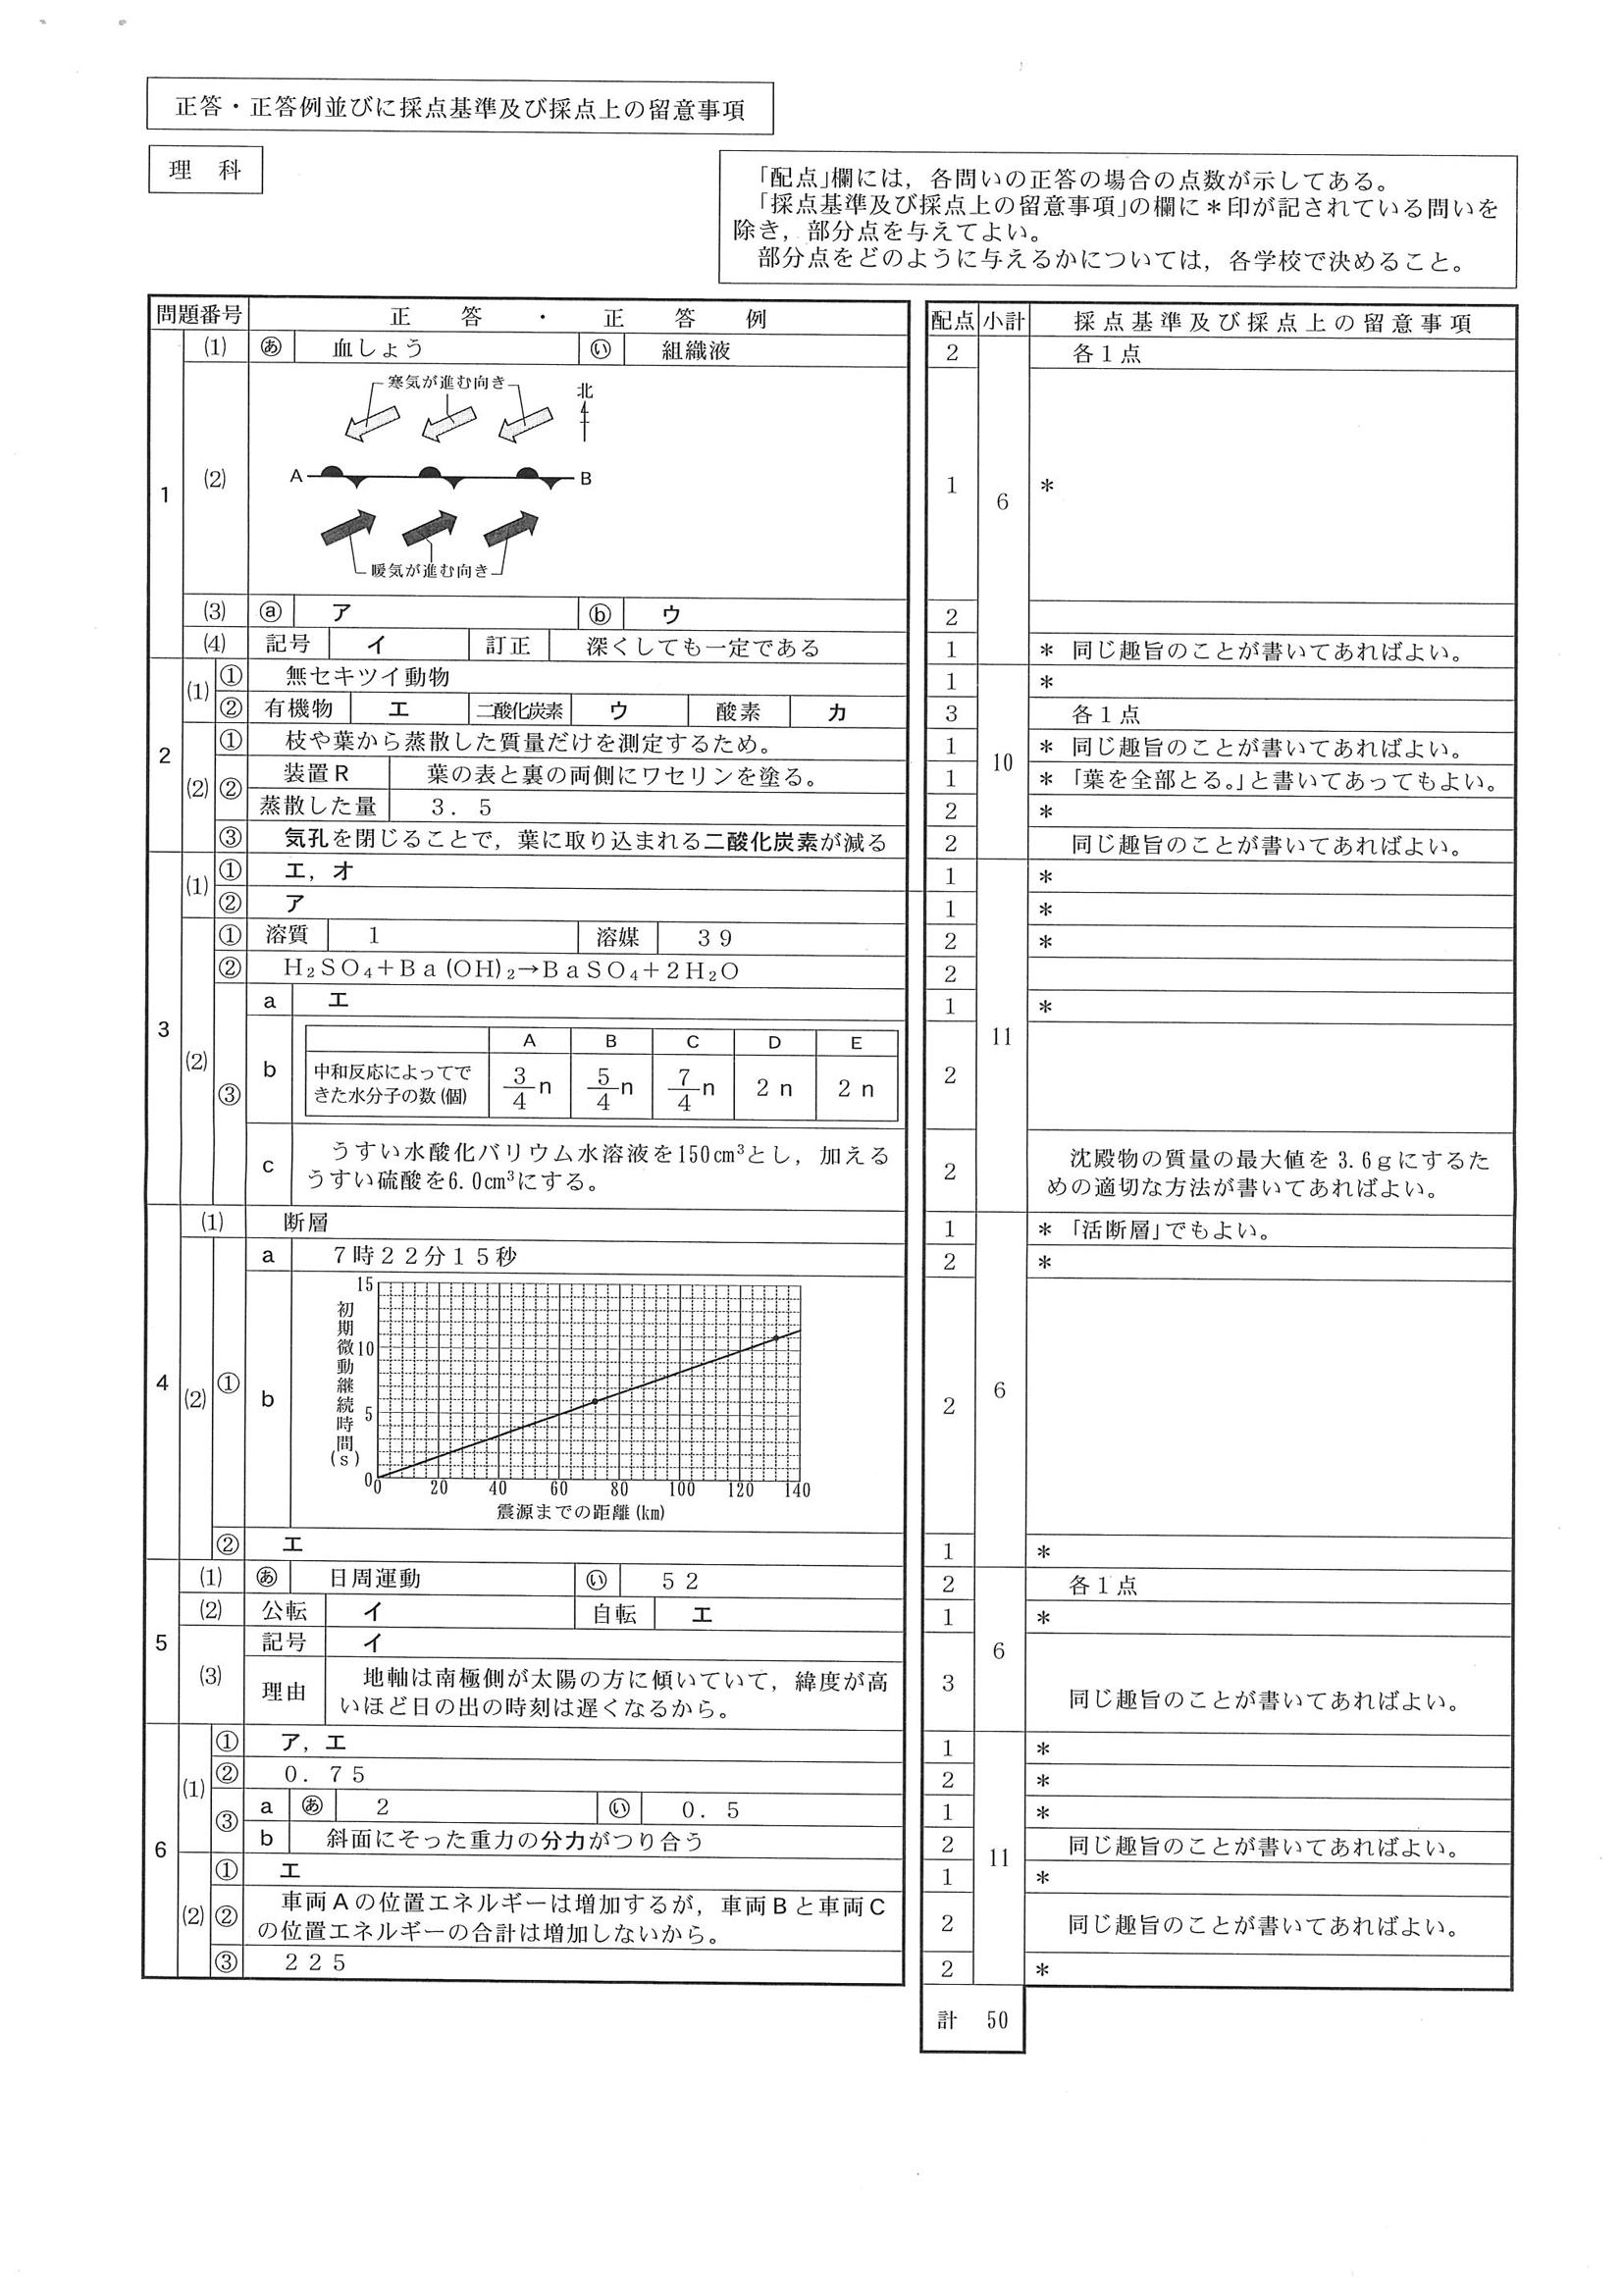 正答・正答例並びに採点基準及び採点上の留意事項
理 科
「配点」欄には，各問いの正答の場合の点数が示してある。
「採点基準及び採点上の留意事項」の欄に＊印が記されている問いを
除き，部分点を与えてよい。
部分点をどのように与えるかについては，各学校で決めること。
問題番号 正 答 ・ 正 答 例 配点 小計 採点基準及び採点上の留意事項
1 (1) あ 血しょう い 組織液 2 6 各１点
(2) 寒気が進む向き 北
A B
暖気が進む向き
1 ＊
(3) ⓐ ア ⓑ ウ 2
(4) 記号 イ 訂正 深くしても一定である 1 ＊ 同じ趣旨のことが書いてあればよい。
2 (1) ① 無セキツイ動物 1 10 ＊
② 有機物 エ 二酸化炭素 ウ 酸素 カ 3 各１点
(2) ① 枝や葉から蒸散した質量だけを測定するため。 1 ＊ 同じ趣旨のことが書いてあればよい。
② 装置Ｒ 葉の表と裏の両側にワセリンを塗る。 1 ＊ 「葉を全部とる。」と書いてあってもよい。
蒸散した量 ３．５ 2 ＊
③ 気孔を閉じることで，葉に取り込まれる二酸化炭素が減る 2 同じ趣旨のことが書いてあればよい。
3 (1) ① エ，オ 1 11 ＊
② ア 1 ＊
(2) ① 溶質 1 溶媒 ３９ 2 ＊
② H₂SO₄＋Ba(OH)₂→BaSO₄＋2H₂O 2
③ a エ 1 ＊
b A B C D E
中和反応によってで
きた水分子の数(個) 3/4 n 5/4 n 7/4 n 2 n 2 n 2
c うすい水酸化バリウム水溶液を150cm³とし，加える
うすい硫酸を6.0cm³にする。
2 沈殿物の質量の最大値を3.6ｇにするた
めの適切な方法が書いてあればよい。
4 (1) 断層 1 6 ＊ 「活断層」でもよい。
(2) ① a ７時２２分１５秒 2 ＊
b 初期微動継続時間(s)
15
10
5
0
0 20 40 60 80 100 120 140
震源までの距離(km)
2
② エ 1 ＊
5 (1) あ 日周運動 い ５２ 2 6 各１点
(2) 公転 イ 自転 エ 1 ＊
(3) 記号 イ
理由 地軸は南極側が太陽の方に傾いていて，緯度が高
いほど日の出の時刻は遅くなるから。
3 同じ趣旨のことが書いてあればよい。
6 (1) ① ア，エ 1 11 ＊
② ０．７５ 2 ＊
③ a あ 2 い ０．５ 1 ＊
b 斜面にそった重力の分力がつり合う 2 同じ趣旨のことが書いてあればよい。
(2) ① エ 1 ＊
② 車両Ａの位置エネルギーは増加するが，車両Ｂと車両Ｃ
の位置エネルギーの合計は増加しないから。
2 同じ趣旨のことが書いてあればよい。
③ ２２５ 2 ＊
計 50